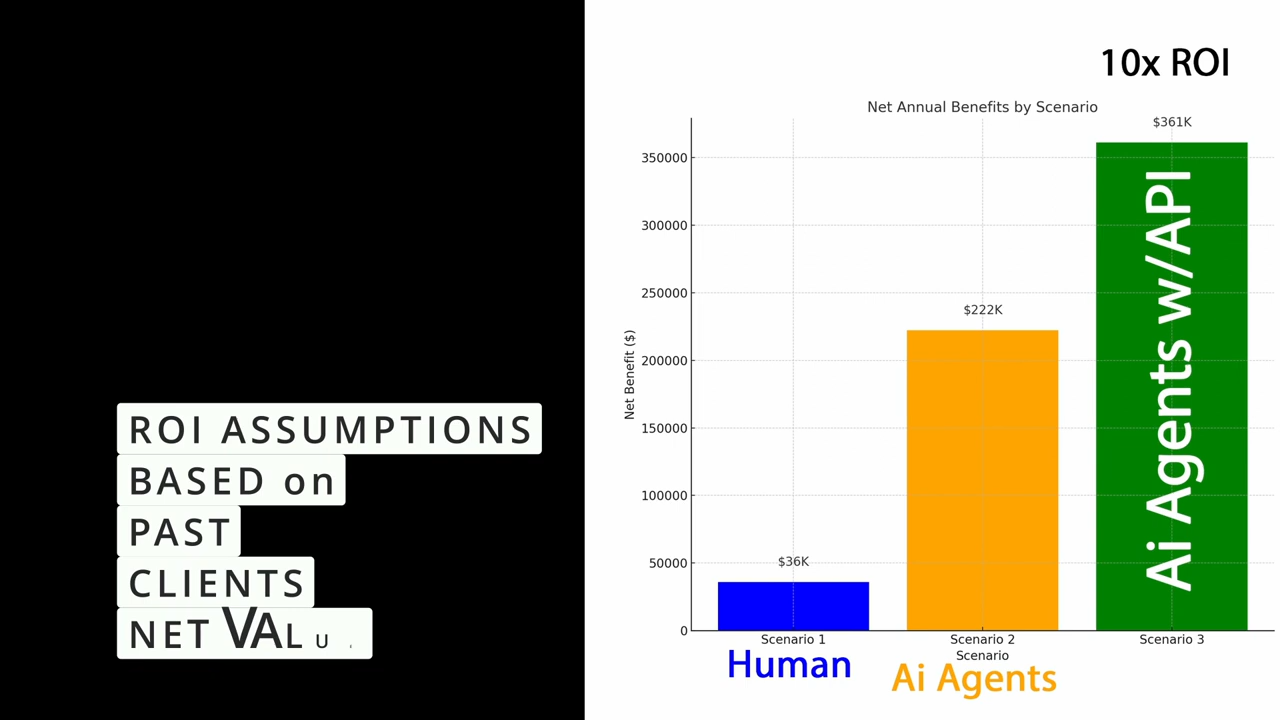 ROI ASSUMPTIONS
BASED on
PAST
CLIENTS
NET VALU
10x ROI
Net Annual Benefits by Scenario
$361K
350000
300000
250000
$222K
200000
150000
100000
$36K
50000
0
Net Benefit ($)
Ai Agents w/API
Scenario 1
Scenario 2
Scenario 3
Scenario
Human
Ai Agents